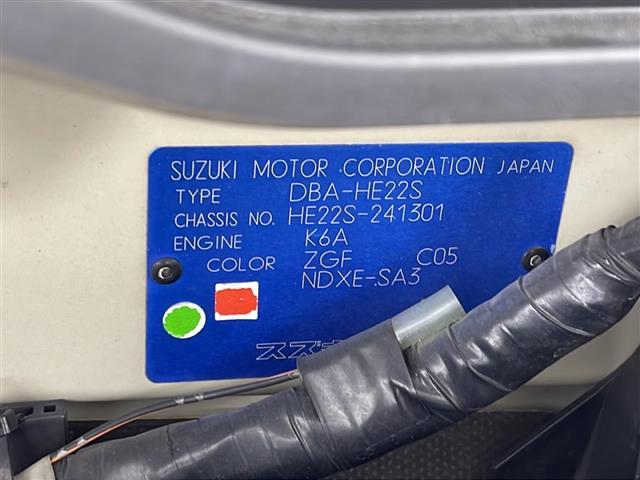 SUZUKI MOTOR CORPORATION JAPAN
TYPE DBA-HE22S
CHASSIS NO. HE22S-241301
ENGINE K6A
COLOR ZGF C05
NDXE-SA3